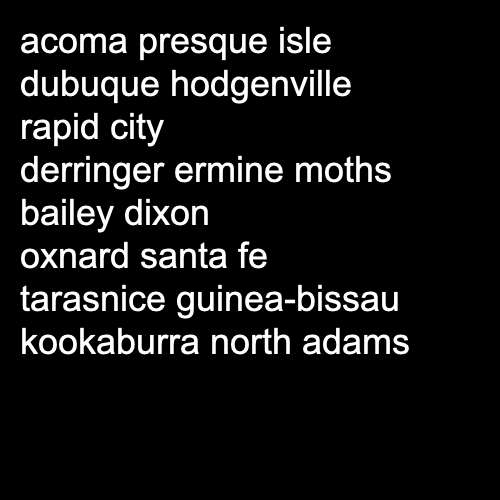 acoma presque isle
dubuque hodgenville
rapid city
derringer ermine moths
bailey dixon
oxnard santa fe
tarasnice guinea-bissau
kookaburra north adams